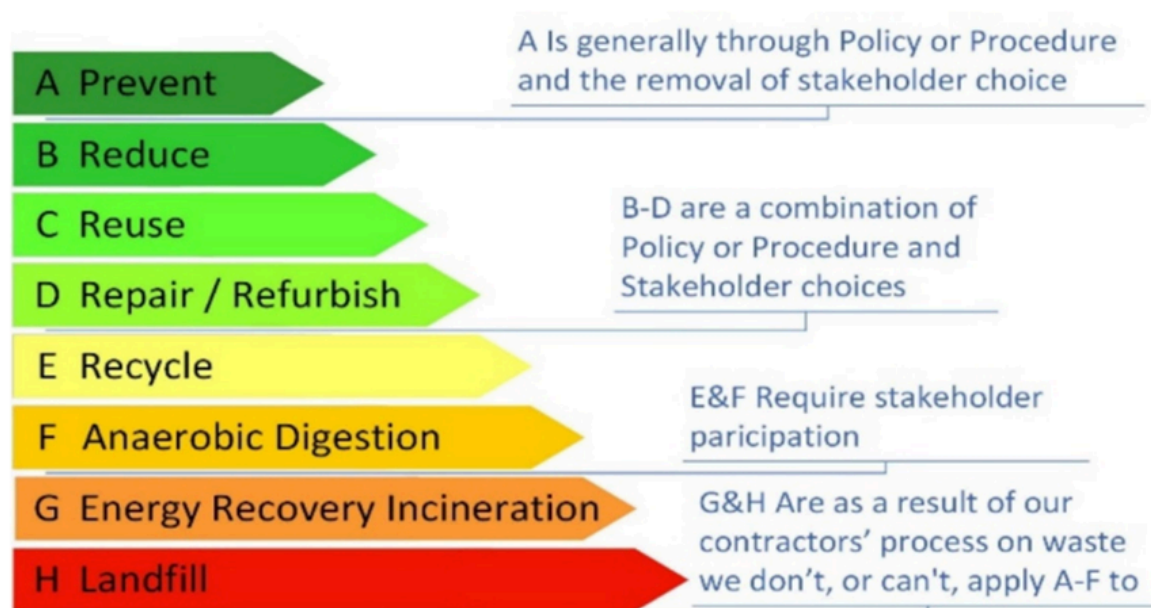 A Prevent
A Is generally through Policy or Procedure
and the removal of stakeholder choice
B Reduce
C Reuse
D Repair / Refurbish
B-D are a combination of
Policy or Procedure and
Stakeholder choices
E Recycle
F Anaerobic Digestion
E&F Require stakeholder
paricipation
G Energy Recovery Incineration
H Landfill
G&H Are as a result of our
contractors’ process on waste
we don’t, or can't, apply A-F to